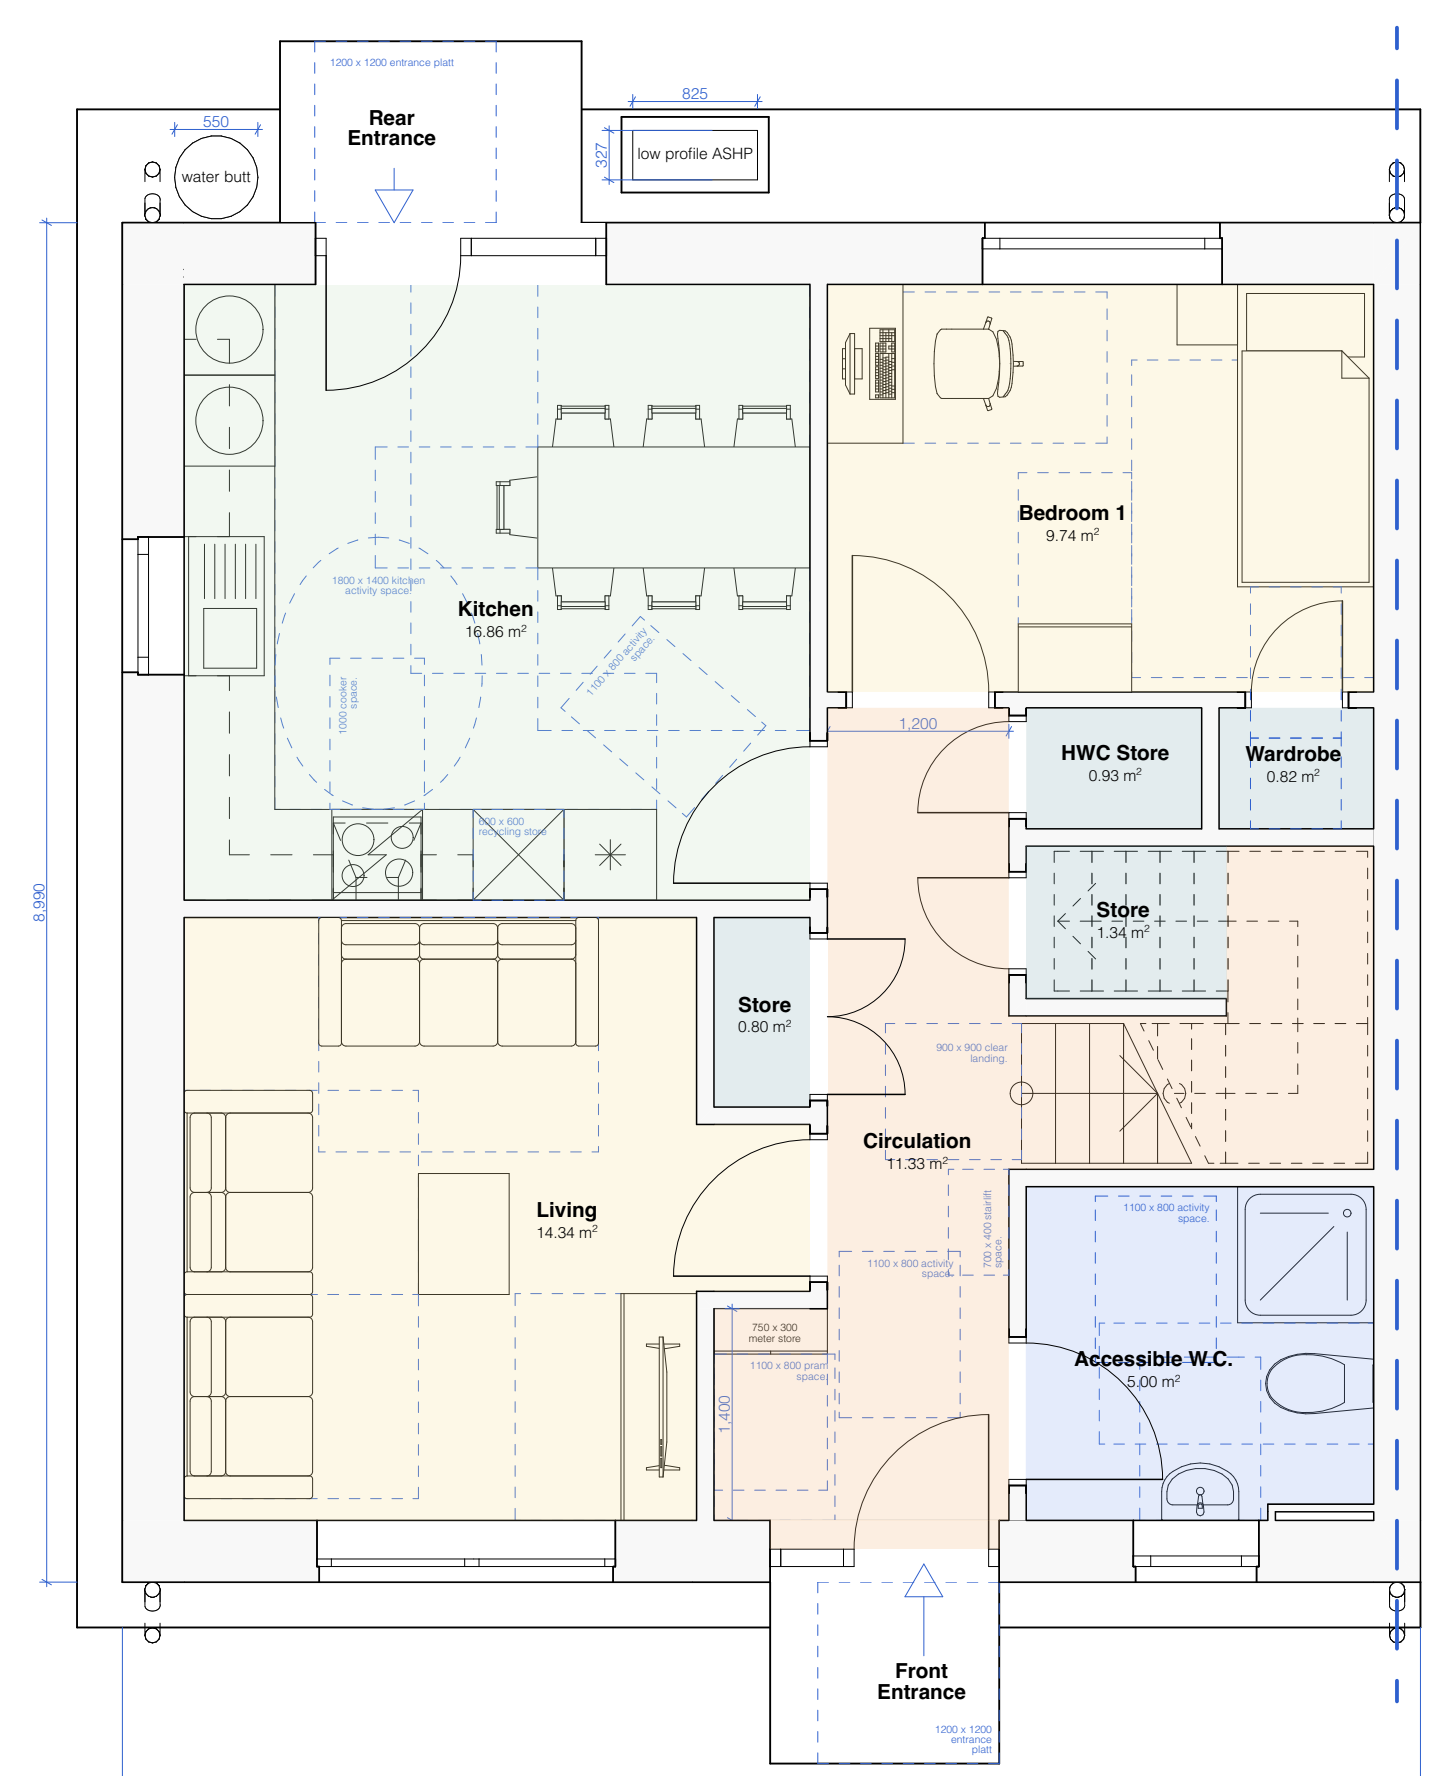 1200 x 1200 entrance platt
Rear
Entrance
825
550
327
low profile ASHP
water butt
Bedroom 1
9.74 m²
1800 x 1400 kitchen
activity space.
Kitchen
16.86 m²
1100 x 800 activity
space.
1000 cooker
space.
1,200
HWC Store
0.93 m²
Wardrobe
0.82 m²
600 x 600
recycling store
8,990
Store
1.34 m²
Store
0.80 m²
900 x 900 clear
landing.
Circulation
11.33 m²
Living
14.34 m²
700 x 400 stairlift
space.
1100 x 800 activity
space.
1100 x 800 activity
space.
750 x 300
meter store
1100 x 800 pram
space.
1,400
Accessible W.C.
5.00 m²
Front
Entrance
1200 x 1200
entrance
platt